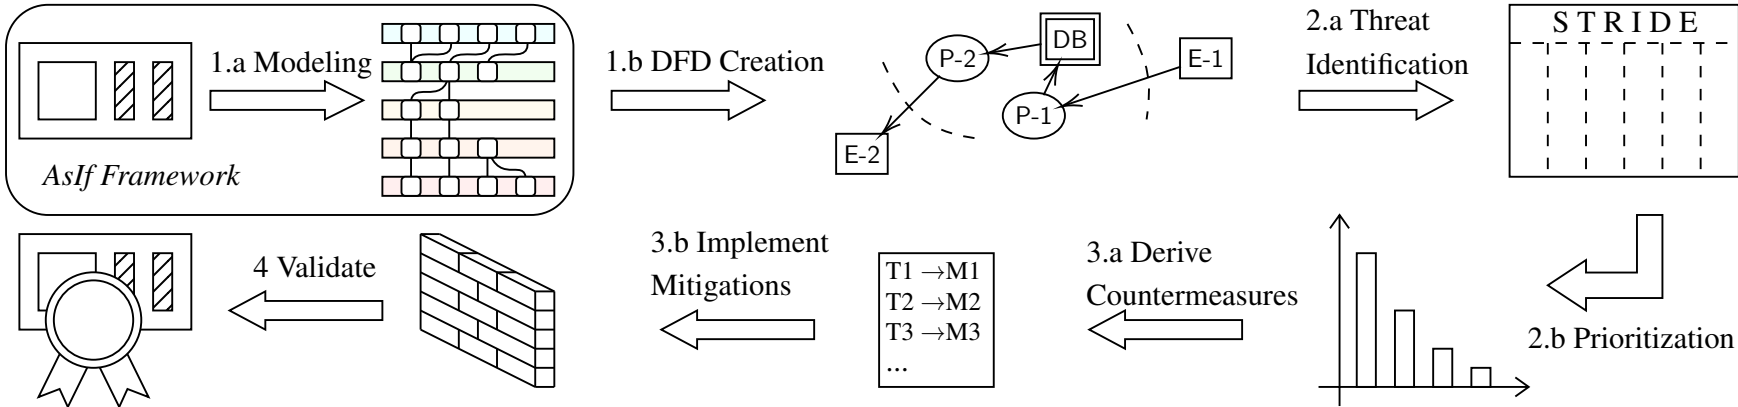 1.a Modeling
AsIf Framework
1.b DFD Creation
P-2
DB
E-1
P-1
E-2
2.a Threat
Identification
S T R I D E
2.b Prioritization
3.a Derive
Countermeasures
T1 →M1
T2 →M2
T3 →M3
...
3.b Implement
Mitigations
4 Validate